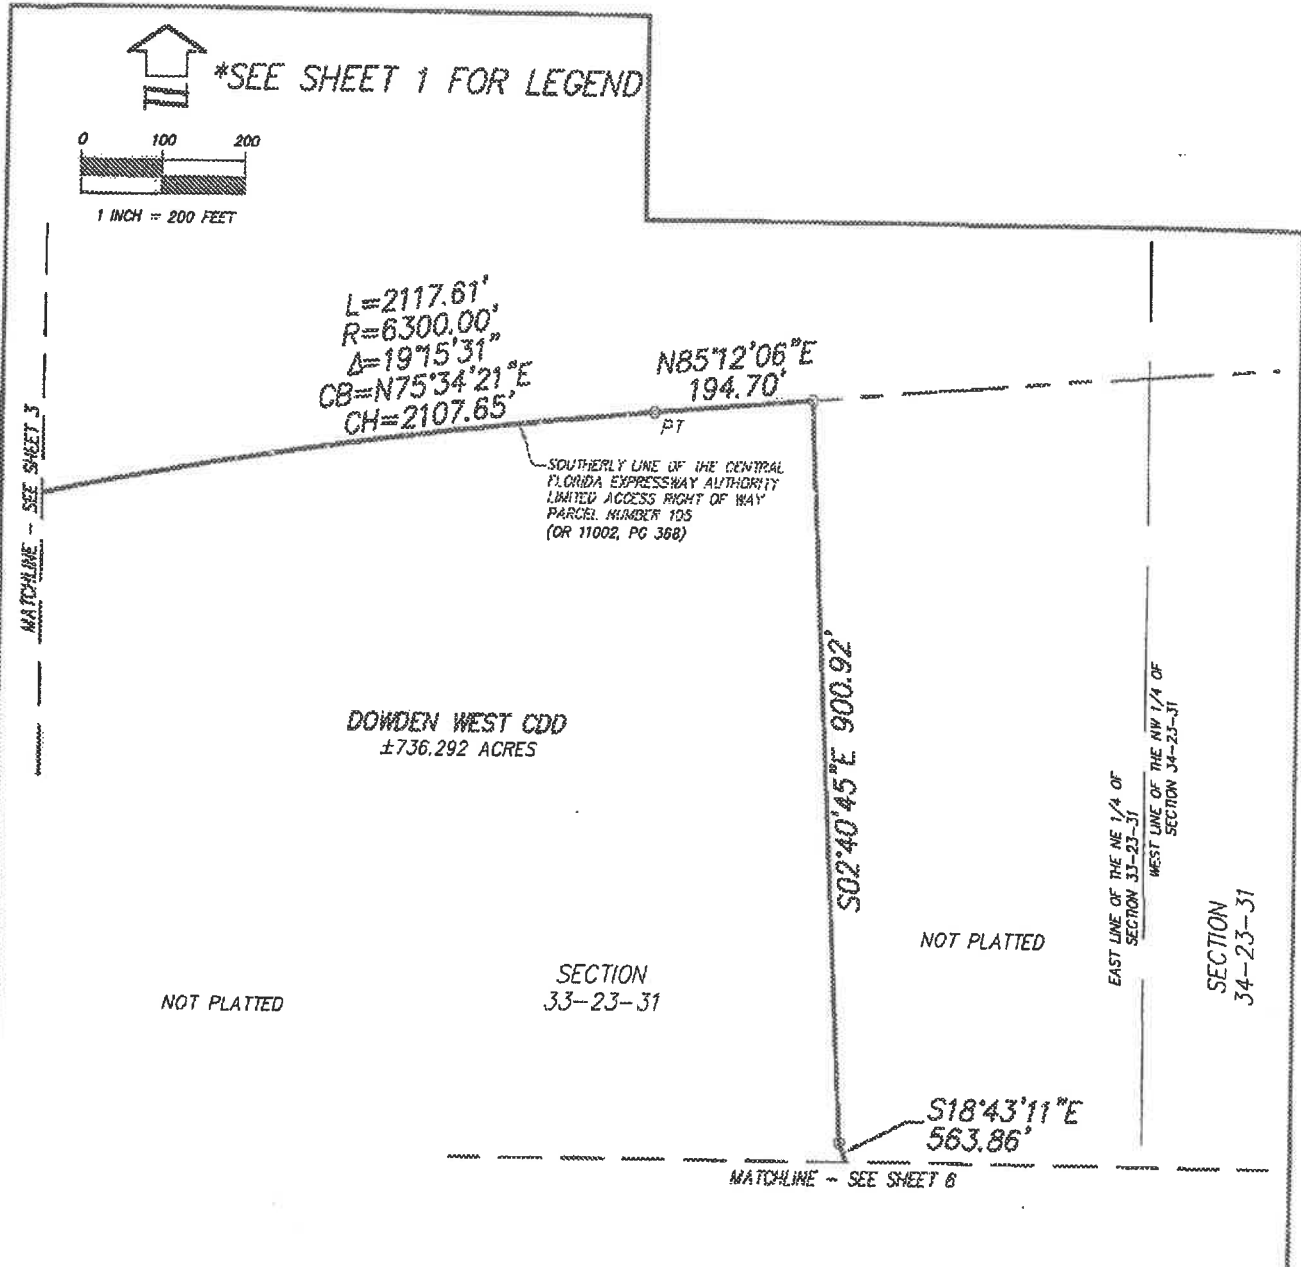 *SEE SHEET 1 FOR LEGEND
0 100 200
1 INCH = 200 FEET
L=2117.61'
R=6300.00'
Δ=19°15'31"
CB=N75°34'21"E
CH=2107.65'
N85°12'06"E
194.70'
PT
SOUTHERLY LINE OF THE CENTRAL
FLORIDA EXPRESSWAY AUTHORITY
LIMITED ACCESS RIGHT OF WAY
PARCEL NUMBER 105
(OR 11002, PG 368)
MATCHLINE - SEE SHEET 3
DOWDEN WEST CDD
±736.292 ACRES
S02°40'45"E 900.92'
EAST LINE OF THE NE 1/4 OF
SECTION 33-23-31
WEST LINE OF THE NW 1/4 OF
SECTION 34-23-31
NOT PLATTED
SECTION
34-23-31
SECTION
33-23-31
NOT PLATTED
S18°43'11"E
563.86'
MATCHLINE - SEE SHEET 6